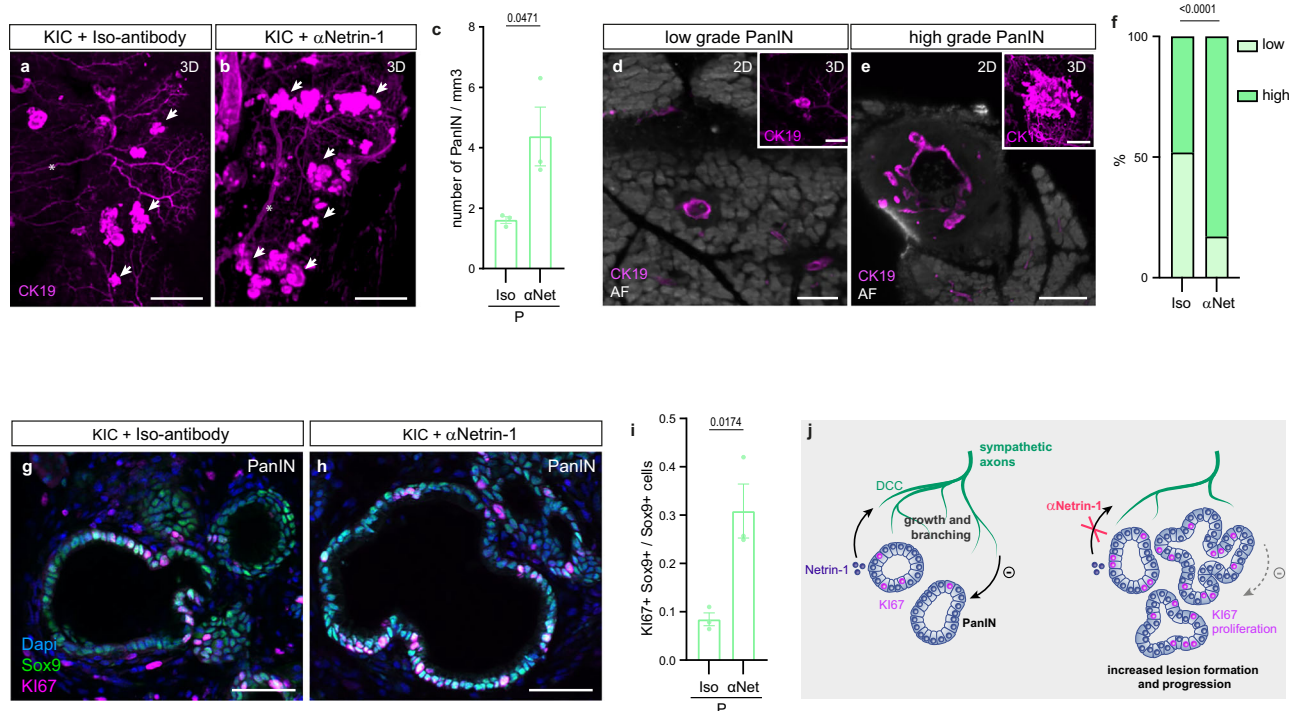 KIC + Iso-antibody
KIC + αNetrin-1
a
3D
*
CK19
b
3D
*
c
0.0471
number of PanIN / mm3
8
6
4
2
0
Iso
αNet
P
low grade PanIN
high grade PanIN
d
2D
3D
CK19
CK19
AF
e
2D
3D
CK19
CK19
AF
f
<0.0001
low
high
%
100
50
0
Iso
αNet
KIC + Iso-antibody
KIC + αNetrin-1
g
PanIN
Dapi
Sox9
KI67
h
PanIN
i
0.0174
KI67+ Sox9+ / Sox9+ cells
0.5
0.4
0.3
0.2
0.1
0.0
Iso
αNet
P
j
sympathetic
axons
DCC
growth and
branching
Netrin-1
KI67
PanIN
αNetrin-1
KI67
proliferation
increased lesion formation
and progression